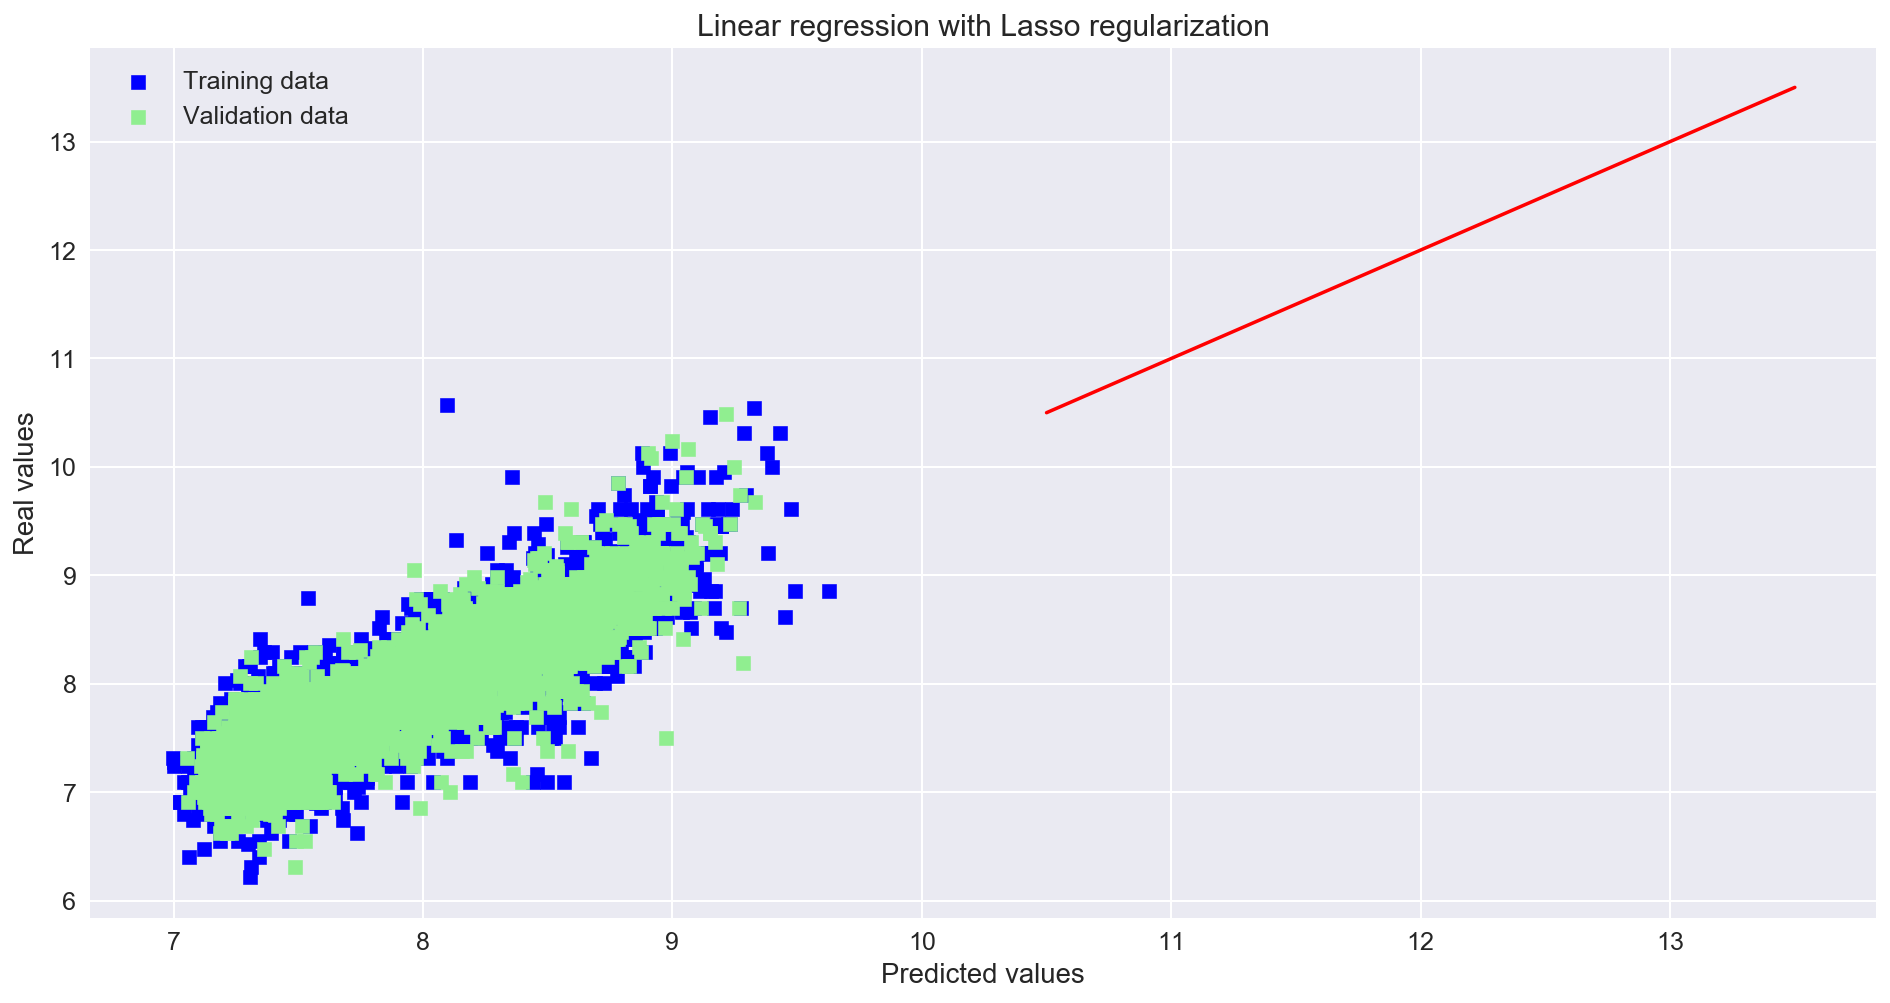 Linear regression with Lasso regularization
Training data
Validation data
13
12
11
10
9
8
7
6
Real values
7 8 9 10 11 12 13
Predicted values